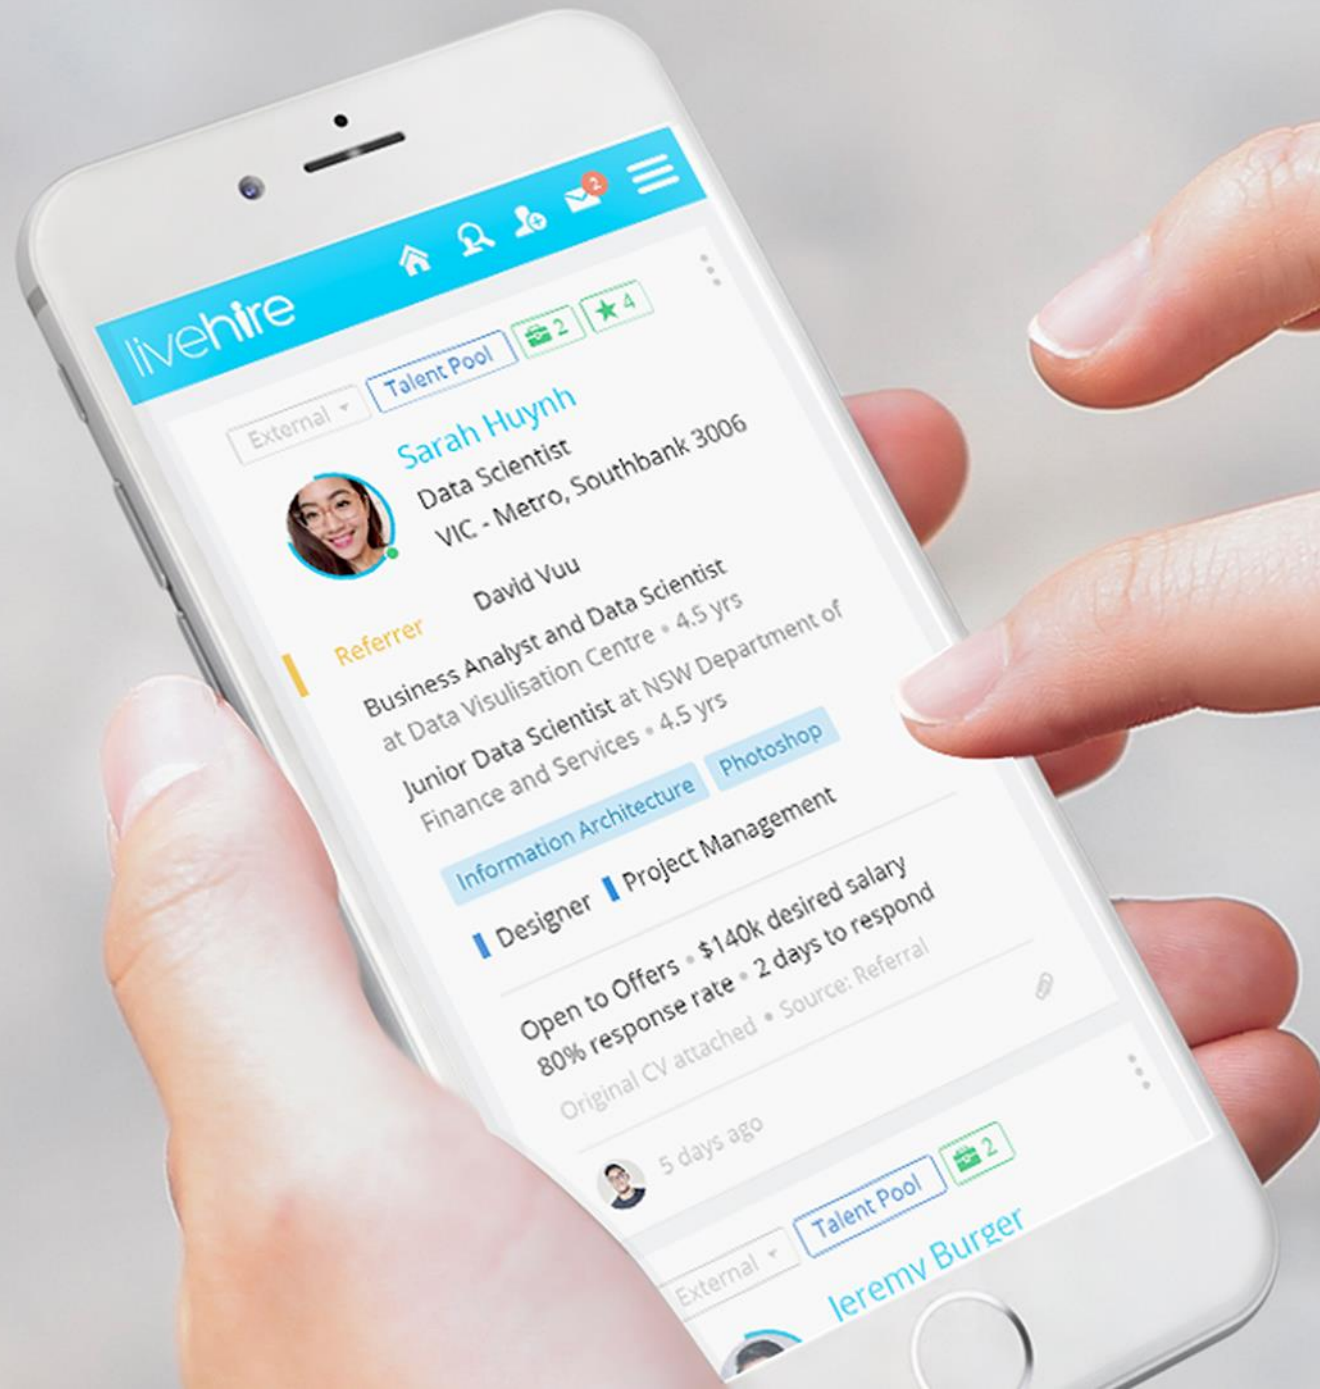 livehire
2
External
Talent Pool
2
4
Sarah Huynh
Data Scientist
VIC - Metro, Southbank 3006
Referrer
David Vuu
Business Analyst and Data Scientist
at Data Visulisation Centre • 4.5 yrs
Junior Data Scientist at NSW Department of
Finance and Services • 4.5 yrs
Information Architecture
Photoshop
Designer
Project Management
Open to Offers • $140k desired salary
80% response rate • 2 days to respond
Original CV attached • Source: Referral
5 days ago
External
Talent Pool
2
Jeremy Burger